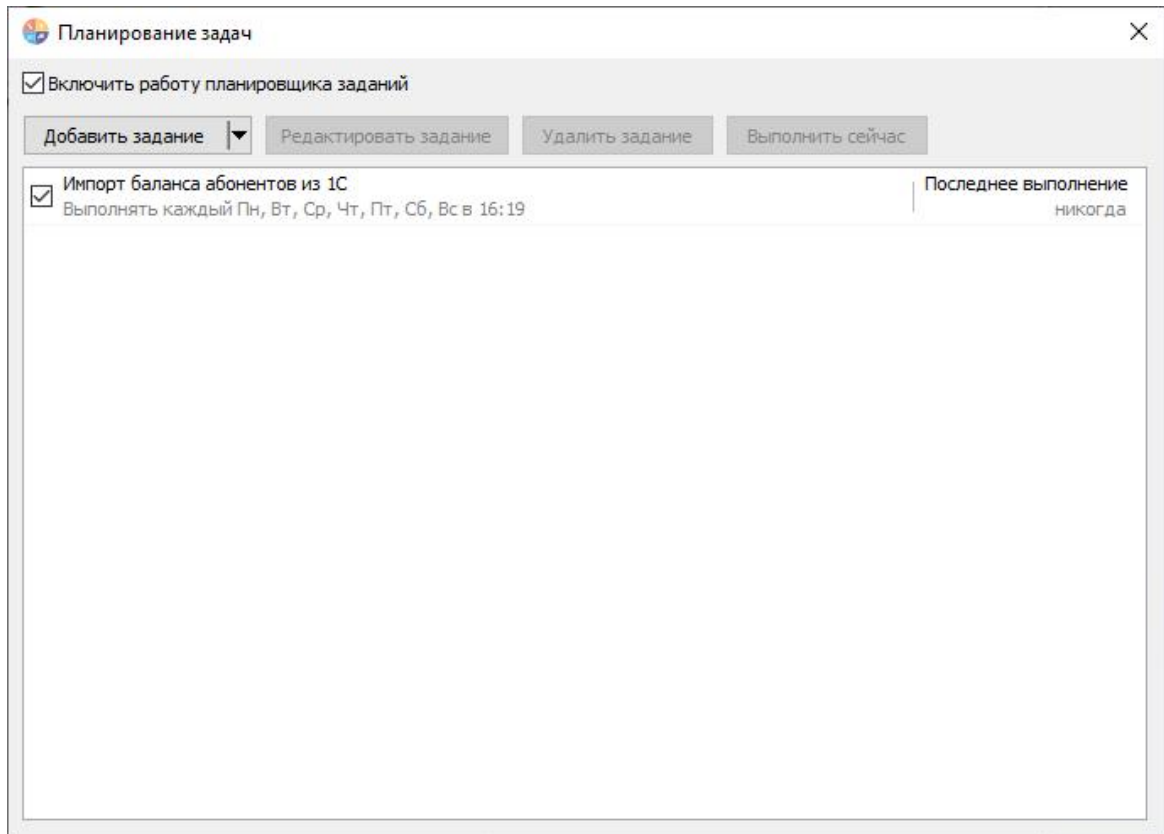 Планирование задач
Включить работу планировщика заданий
Добавить задание Редактировать задание Удалить задание Выполнить сейчас
Импорт баланса абонентов из 1С Последнее выполнение
Выполнять каждый Пн, Вт, Ср, Чт, Пт, Сб, Вс в 16:19 никогда